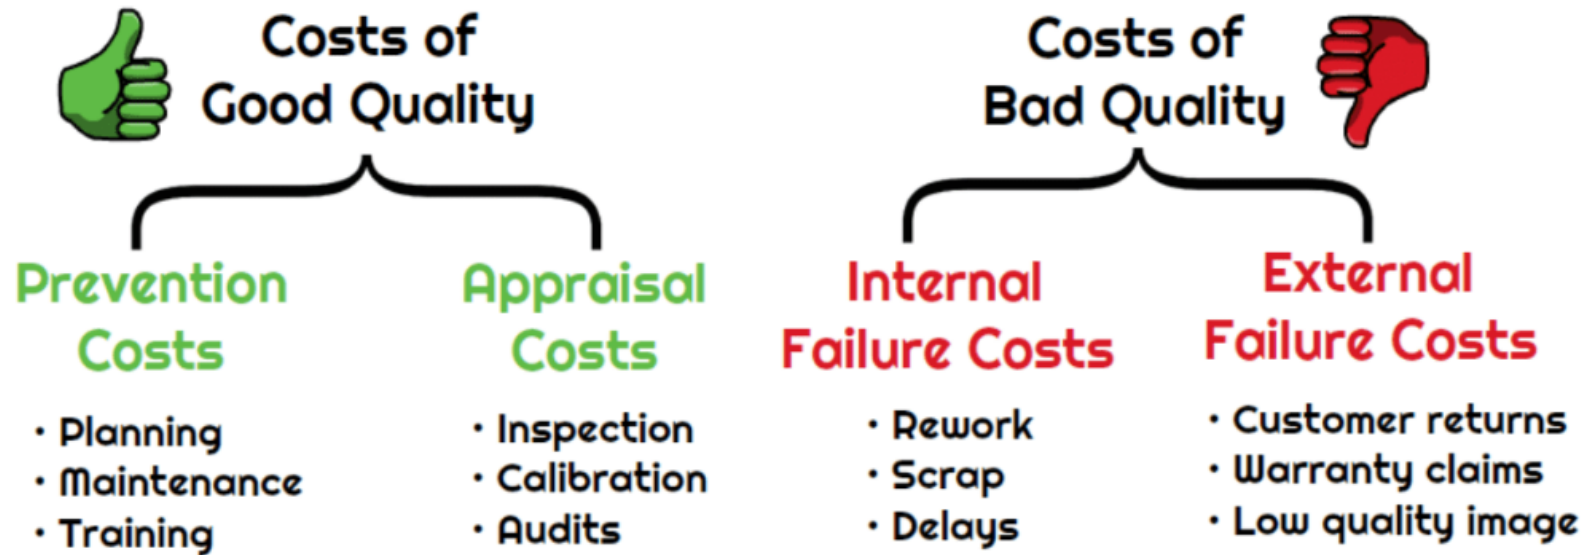 Costs of
Good Quality
Costs of
Bad Quality
Prevention
Costs
• Planning
• Maintenance
• Training
Appraisal
Costs
• Inspection
• Calibration
• Audits
Internal
Failure Costs
• Rework
• Scrap
• Delays
External
Failure Costs
• Customer returns
• Warranty claims
• Low quality image